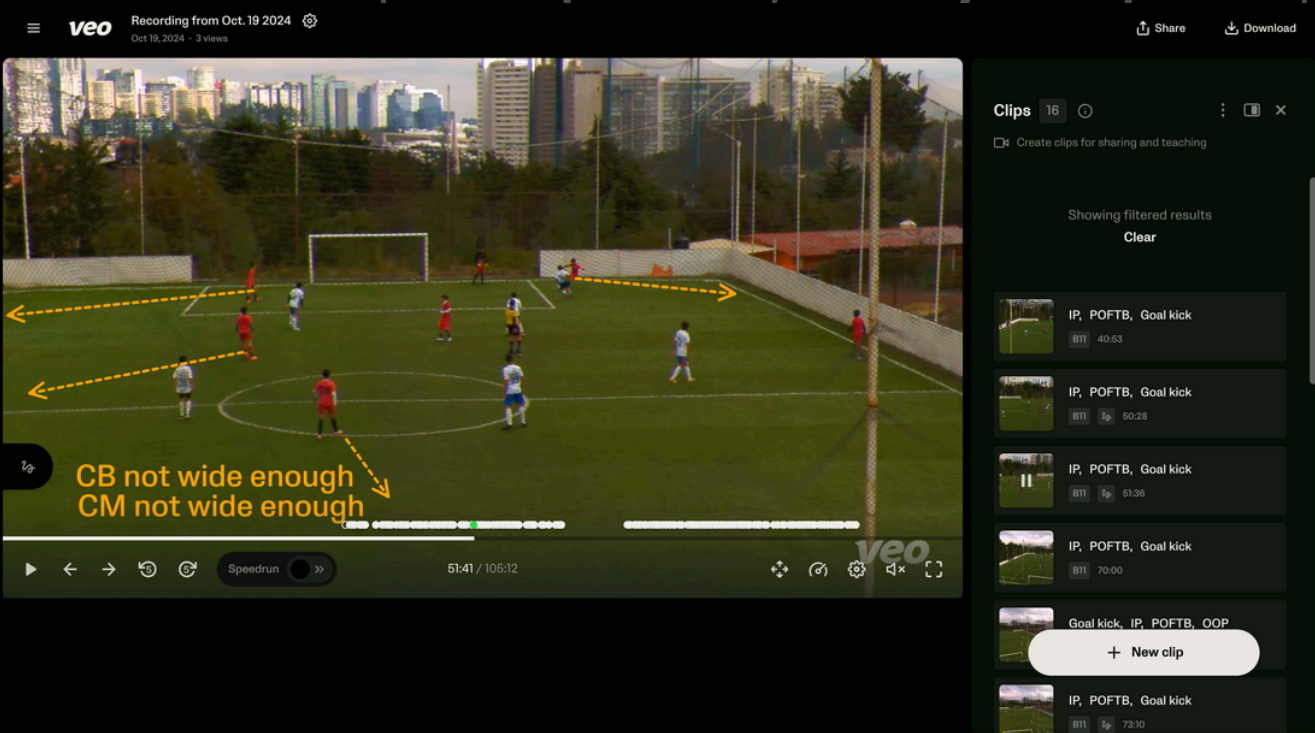 veo
Recording from Oct. 19 2024
Oct 19, 2024 - 3 views
Share
Download
Clips 16
Create clips for sharing and teaching
Showing filtered results
Clear
IP, POFTB, Goal kick
B11 40:53
IP, POFTB, Goal kick
B11 50:28
IP, POFTB, Goal kick
B11 51:36
IP, POFTB, Goal kick
B11 70:00
Goal kick, IP, POFTB, OOP
New clip
IP, POFTB, Goal kick
B11 73:10
CB not wide enough
CM not wide enough
veo
5
5
Speedrun
51:41 / 105:12